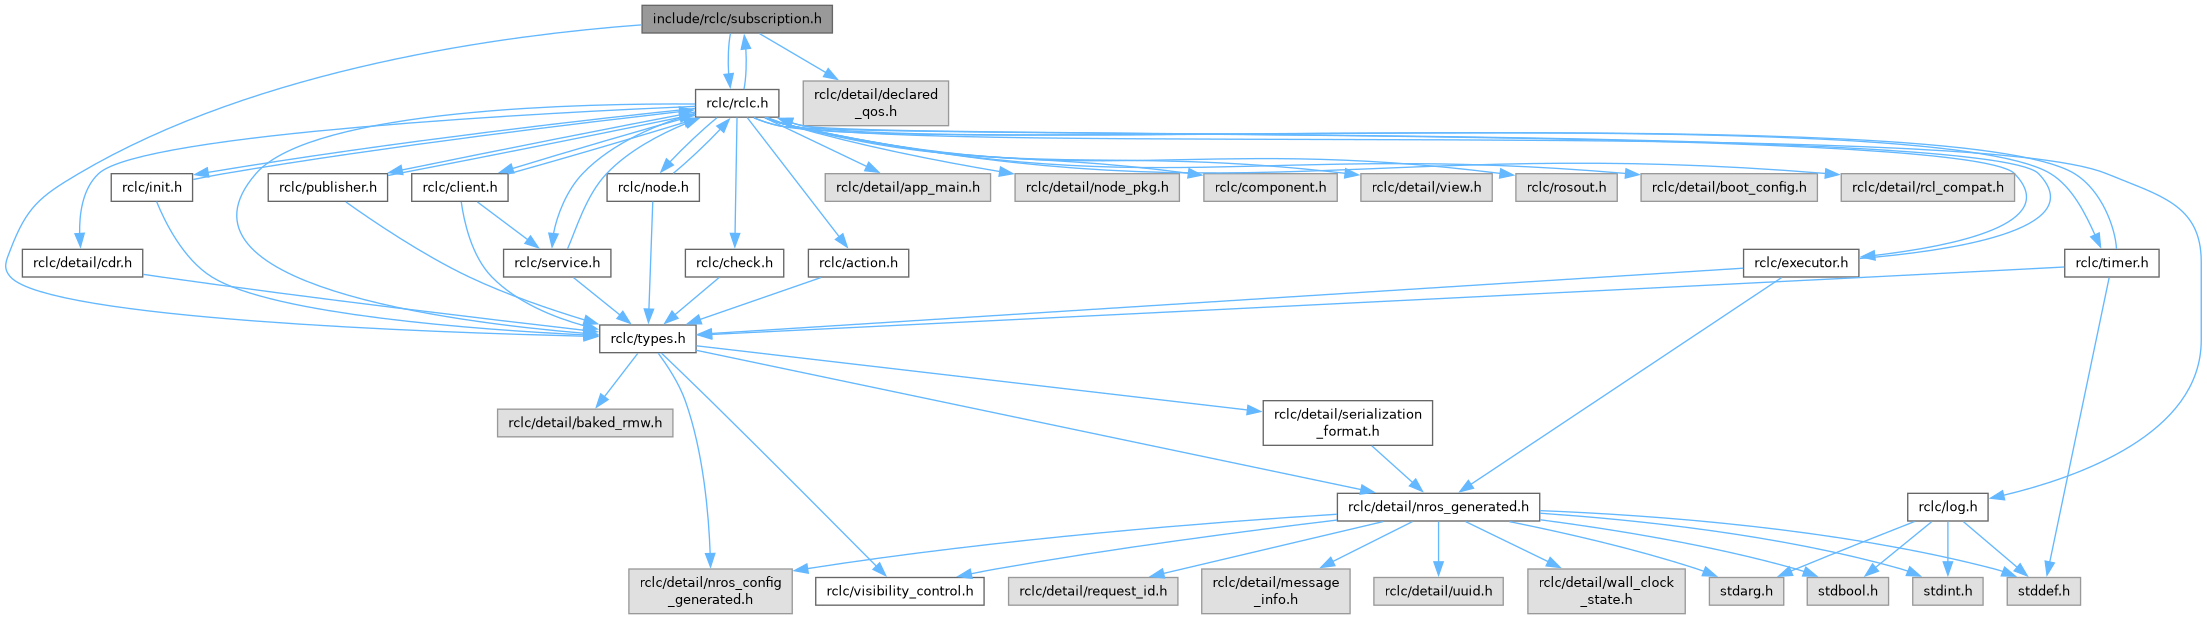 include/rclc/subscription.h
rclc/rclc.h
rclc/detail/declared
_qos.h
rclc/init.h
rclc/publisher.h
rclc/client.h
rclc/node.h
rclc/detail/app_main.h
rclc/detail/node_pkg.h
rclc/component.h
rclc/detail/view.h
rclc/rosout.h
rclc/detail/boot_config.h
rclc/detail/rcl_compat.h
rclc/detail/cdr.h
rclc/service.h
rclc/check.h
rclc/action.h
rclc/executor.h
rclc/timer.h
rclc/types.h
rclc/detail/baked_rmw.h
rclc/detail/serialization
_format.h
rclc/detail/nros_generated.h
rclc/log.h
rclc/detail/nros_config
_generated.h
rclc/visibility_control.h
rclc/detail/request_id.h
rclc/detail/message
_info.h
rclc/detail/uuid.h
rclc/detail/wall_clock
_state.h
stdarg.h
stdbool.h
stdint.h
stddef.h